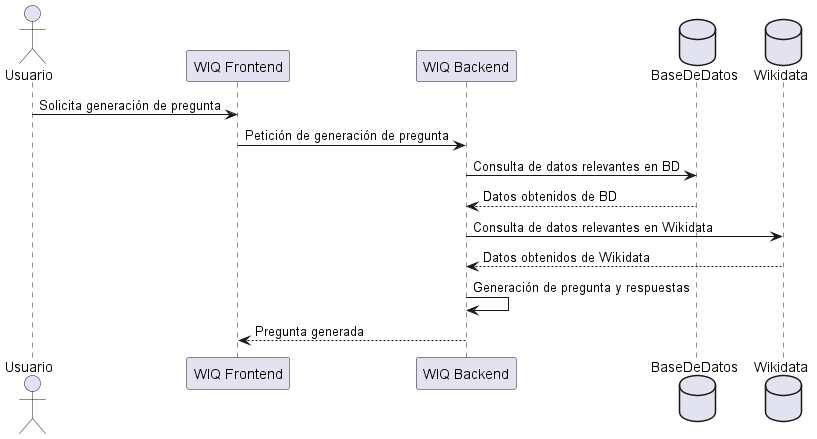 Usuario
WIQ Frontend
WIQ Backend
BaseDeDatos
Wikidata
Solicita generación de pregunta
Petición de generación de pregunta
Consulta de datos relevantes en BD
Datos obtenidos de BD
Consulta de datos relevantes en Wikidata
Datos obtenidos de Wikidata
Generación de pregunta y respuestas
Pregunta generada
Usuario
WIQ Frontend
WIQ Backend
BaseDeDatos
Wikidata